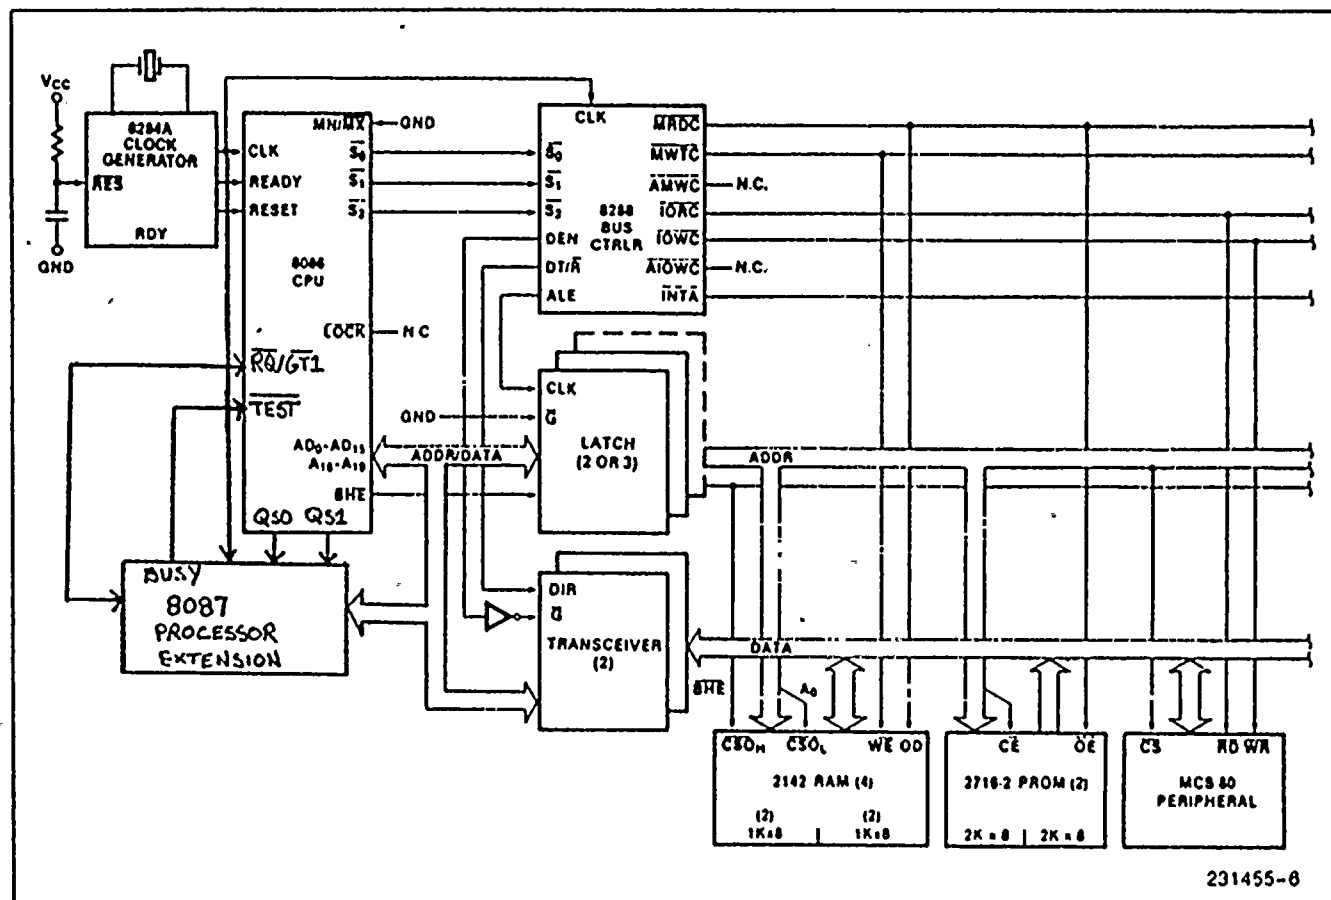 VCC
8284A
CLOCK
GENERATOR
RES
RDY
GND
CLK
READY
RESET
MN/MX
GND
S0
S1
S2
8086
CPU
LOCK
N.C
RQ/GT1
TEST
AD0-AD15
A16-A19
BHE
QS0 QS1
ADDR/DATA
BUSY
8087
PROCESSOR
EXTENSION
CLK
S0
S1
S2
DEN
DT/R
ALE
8288
BUS
CTRLR
MRDC
MWTC
AMWC
N.C.
IORC
IOWC
AIOWC
N.C.
INTA
CLK
GND
G
LATCH
(2 OR 3)
ADDR
DIR
G
TRANSCEIVER
(2)
DATA
BHE
A0
CSOH
CSOL
WE OD
2142 RAM (4)
(2)
1K x 8
(2)
1K x 8
CE
OE
2716-2 PROM (2)
2K x 8
2K x 8
CS
RD WR
MCS 80
PERIPHERAL
231455-6